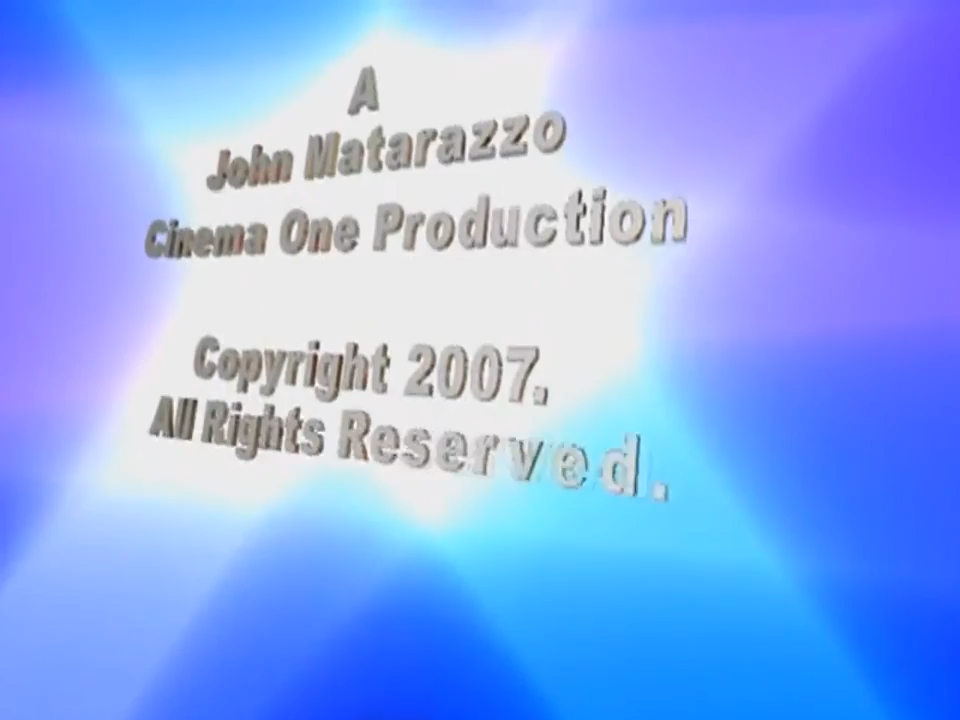 A
John Matarazzo
Cinema One Production
Copyright 2007.
All Rights Reserved.